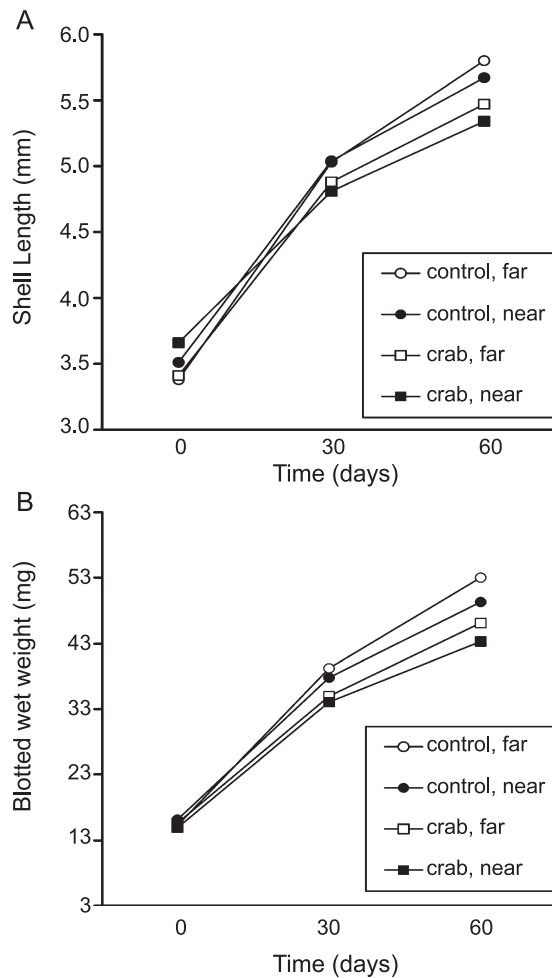 A
6.0
5.5
5.0
4.5
4.0
3.5
3.0
Shell Length (mm)
control, far
control, near
crab, far
crab, near
0 30 60
Time (days)
B
63
53
43
33
23
13
3
Blotted wet weight (mg)
control, far
control, near
crab, far
crab, near
0 30 60
Time (days)